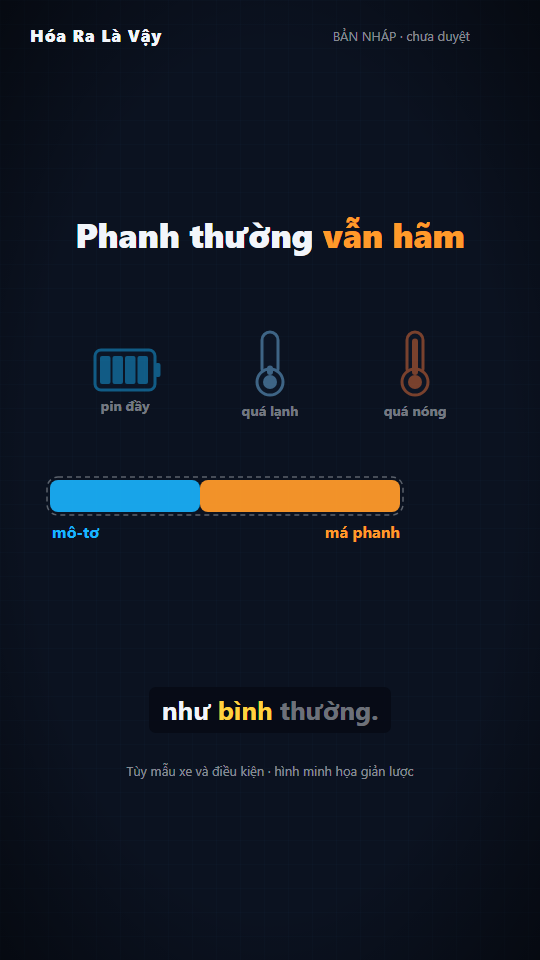 Hóa Ra Là Vậy
BẢN NHÁP · chưa duyệt
Phanh thường vẫn hãm
pin đầy
quá lạnh
quá nóng
mô-tơ
má phanh
như bình thường.
Tùy mẫu xe và điều kiện · hình minh họa giản lược